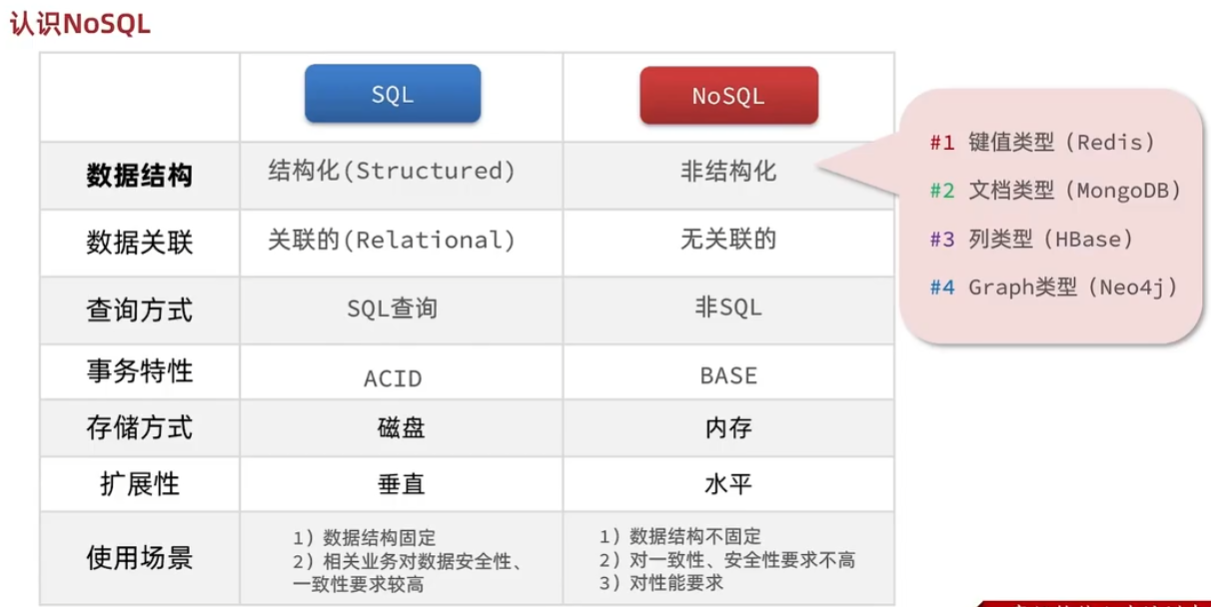 认识NoSQL
SQL
NoSQL
数据结构
结构化(Structured)
非结构化
#1 键值类型（Redis)
#2 文档类型（MongoDB)
#3 列类型（HBase)
#4 Graph类型（Neo4j)
数据关联
关联的(Relational)
无关联的
查询方式
SQL查询
非SQL
事务特性
ACID
BASE
存储方式
磁盘
内存
扩展性
垂直
水平
使用场景
1）数据结构固定
2）相关业务对数据安全性、
一致性要求较高
1）数据结构不固定
2）对一致性、安全性要求不高
3）对性能要求